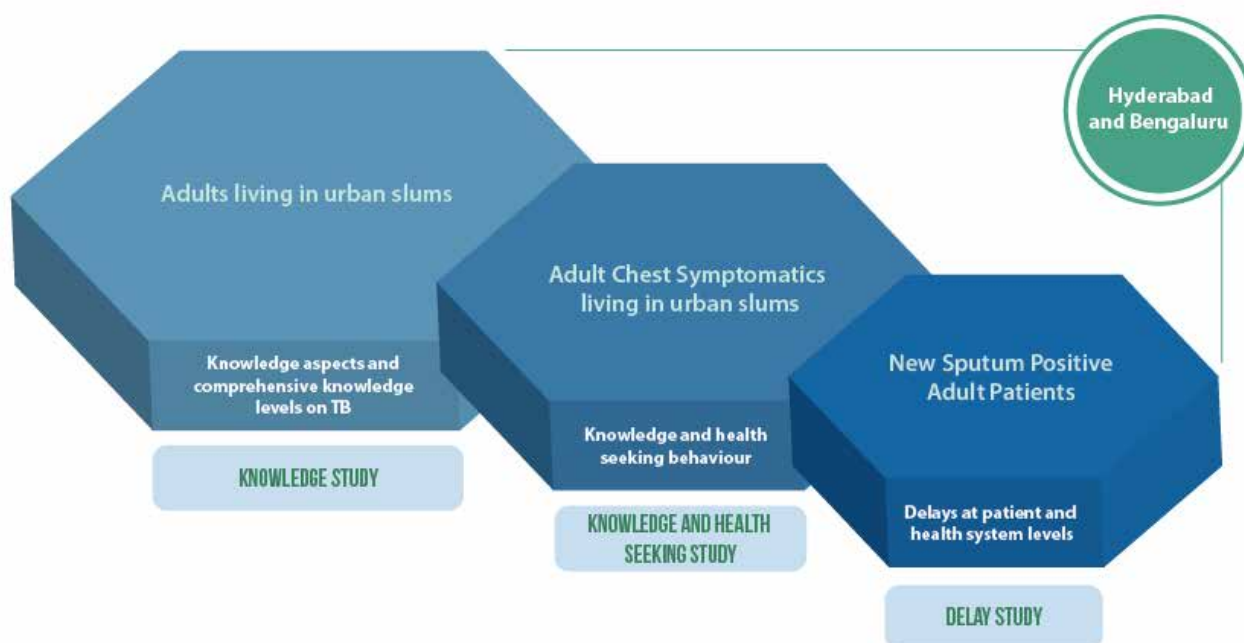 Hyderabad
and Bengaluru
Adults living in urban slums
Knowledge aspects and
comprehensive knowledge
levels on TB
KNOWLEDGE STUDY
Adult Chest Symptomatics
living in urban slums
Knowledge and health
seeking behaviour
KNOWLEDGE AND HEALTH
SEEKING STUDY
New Sputum Positive
Adult Patients
Delays at patient and
health system levels
DELAY STUDY